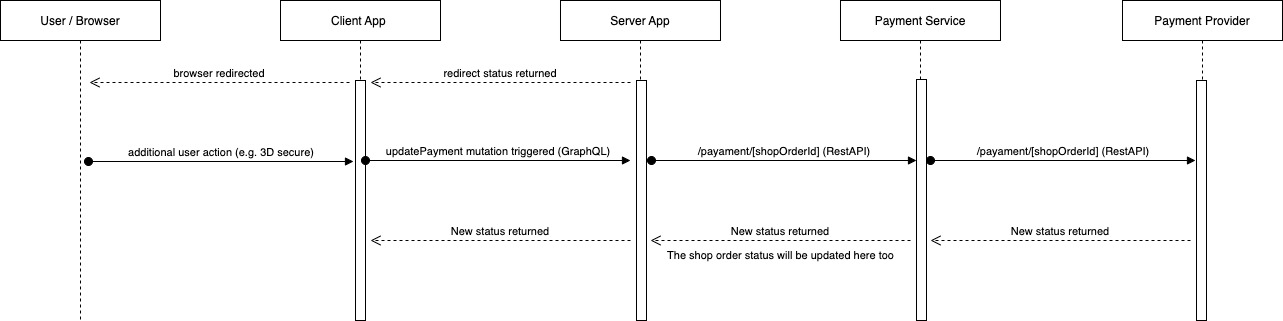 User / Browser
Client App
Server App
Payment Service
Payment Provider
browser redirected
redirect status returned
additional user action (e.g. 3D secure)
updatePayment mutation triggered (GraphQL)
/payament/[shopOrderId] (RestAPI)
/payament/[shopOrderId] (RestAPI)
New status returned
New status returned
New status returned
The shop order status will be updated here too